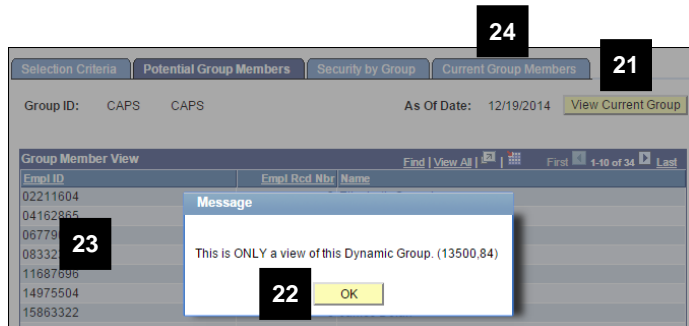 24
Selection Criteria Potential Group Members Security by Group Current Group Members
21
Group ID: CAPS CAPS As Of Date: 12/19/2014 View Current Group
Group Member View Find | View All | | First 1-10 of 34 Last
Empl ID Empl Rcd Nbr Name
02211604
04162865
Message
23
This is ONLY a view of this Dynamic Group. (13500,84)
11687696
22
OK
14975504
15863322